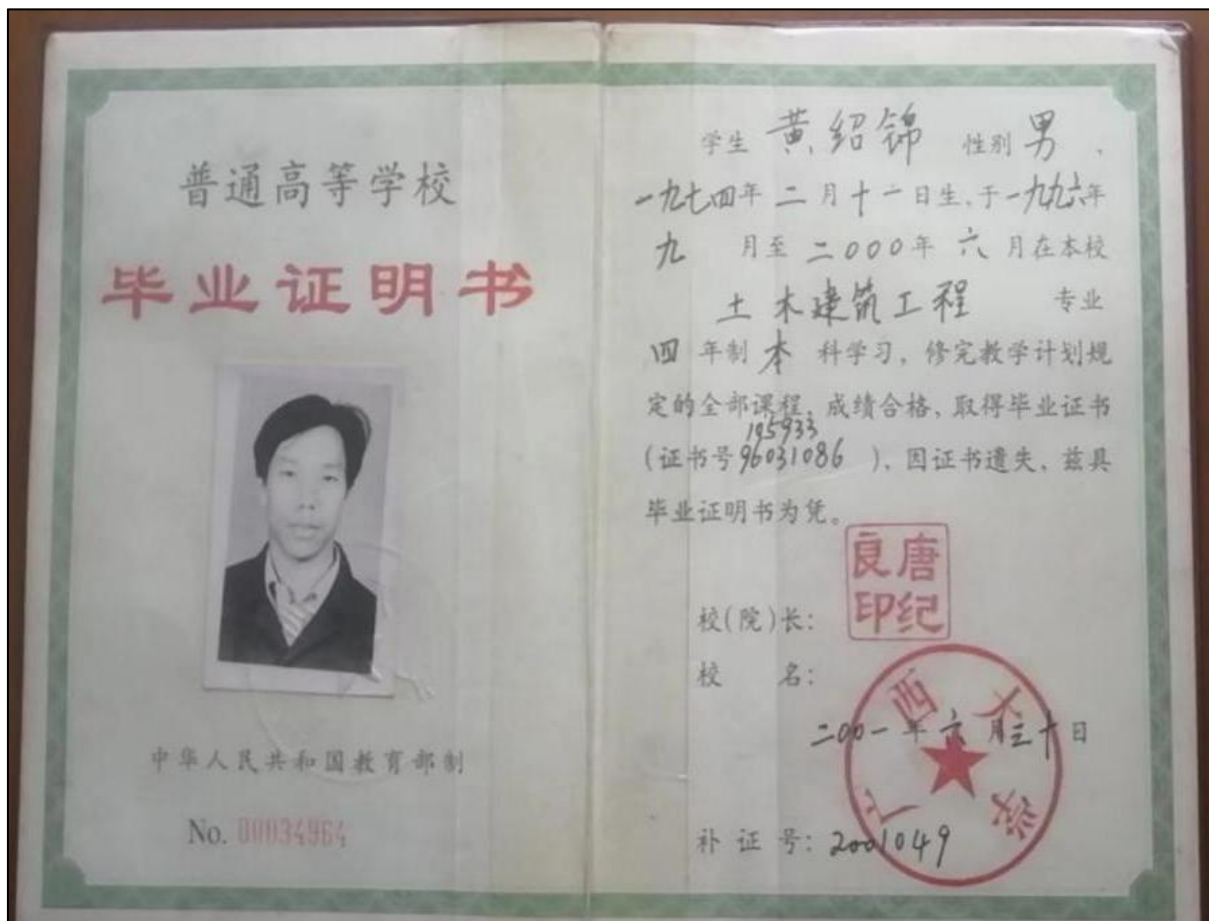 普通高等学校
毕业证明书
中华人民共和国教育部制
No. 00034964
学生 黄绍锦 性别 男 、
一九七四年 二 月 十一 日生,于一九九六年
九 月至 二000年 六 月在本校
土木建筑工程 专业
四 年制 本 科学习,修完教学计划规
定的全部课程,成绩合格,取得毕业证书
195933
(证书号96031086 ),因证书遗失,兹具
毕业证明书为凭。
唐纪良印
校(院)长:
校 名:
广西大学
二00一年 六 月三十日
补 证 号: 2001049